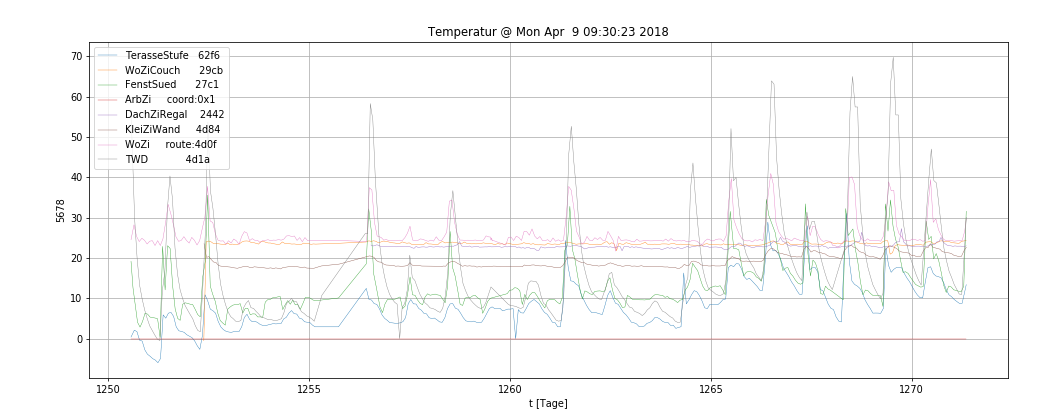 Temperatur @ Mon Apr  9 09:30:23 2018
70
60
50
40
30
20
10
0
5678
TerasseStufe 62f6
WoZiCouch 29cb
FenstSued 27c1
ArbZi coord:0x1
DachZiRegal 2442
KleiZiWand 4d84
WoZi route:4d0f
TWD 4d1a
1250 1255 1260 1265 1270
t [Tage]